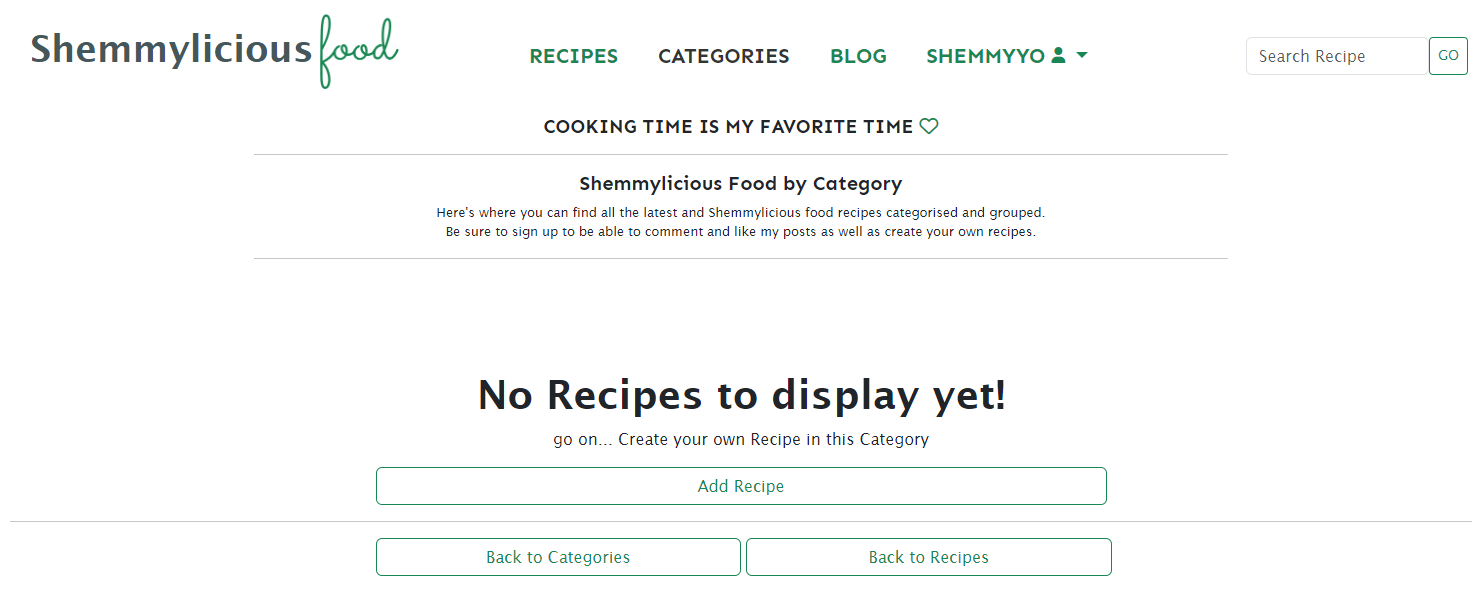 Shemmylicious food
RECIPES CATEGORIES BLOG SHEMMYYO
Search Recipe GO
COOKING TIME IS MY FAVORITE TIME
Shemmylicious Food by Category
Here's where you can find all the latest and Shemmylicious food recipes categorised and grouped.
Be sure to sign up to be able to comment and like my posts as well as create your own recipes.
No Recipes to display yet!
go on... Create your own Recipe in this Category
Add Recipe
Back to Categories Back to Recipes